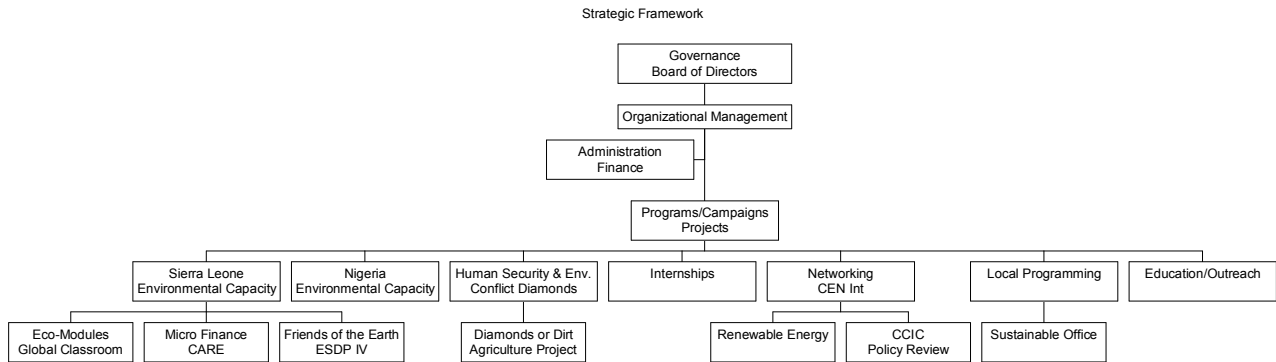 Strategic Framework
Governance
Board of Directors
Organizational Management
Administration
Finance
Programs/Campaigns
Projects
Sierra Leone
Environmental Capacity
Nigeria
Environmental Capacity
Human Security & Env.
Conflict Diamonds
Internships
Networking
CEN Int
Local Programming
Education/Outreach
Eco-Modules
Global Classroom
Micro Finance
CARE
Friends of the Earth
ESDP IV
Diamonds or Dirt
Agriculture Project
Renewable Energy
CCIC
Policy Review
Sustainable Office